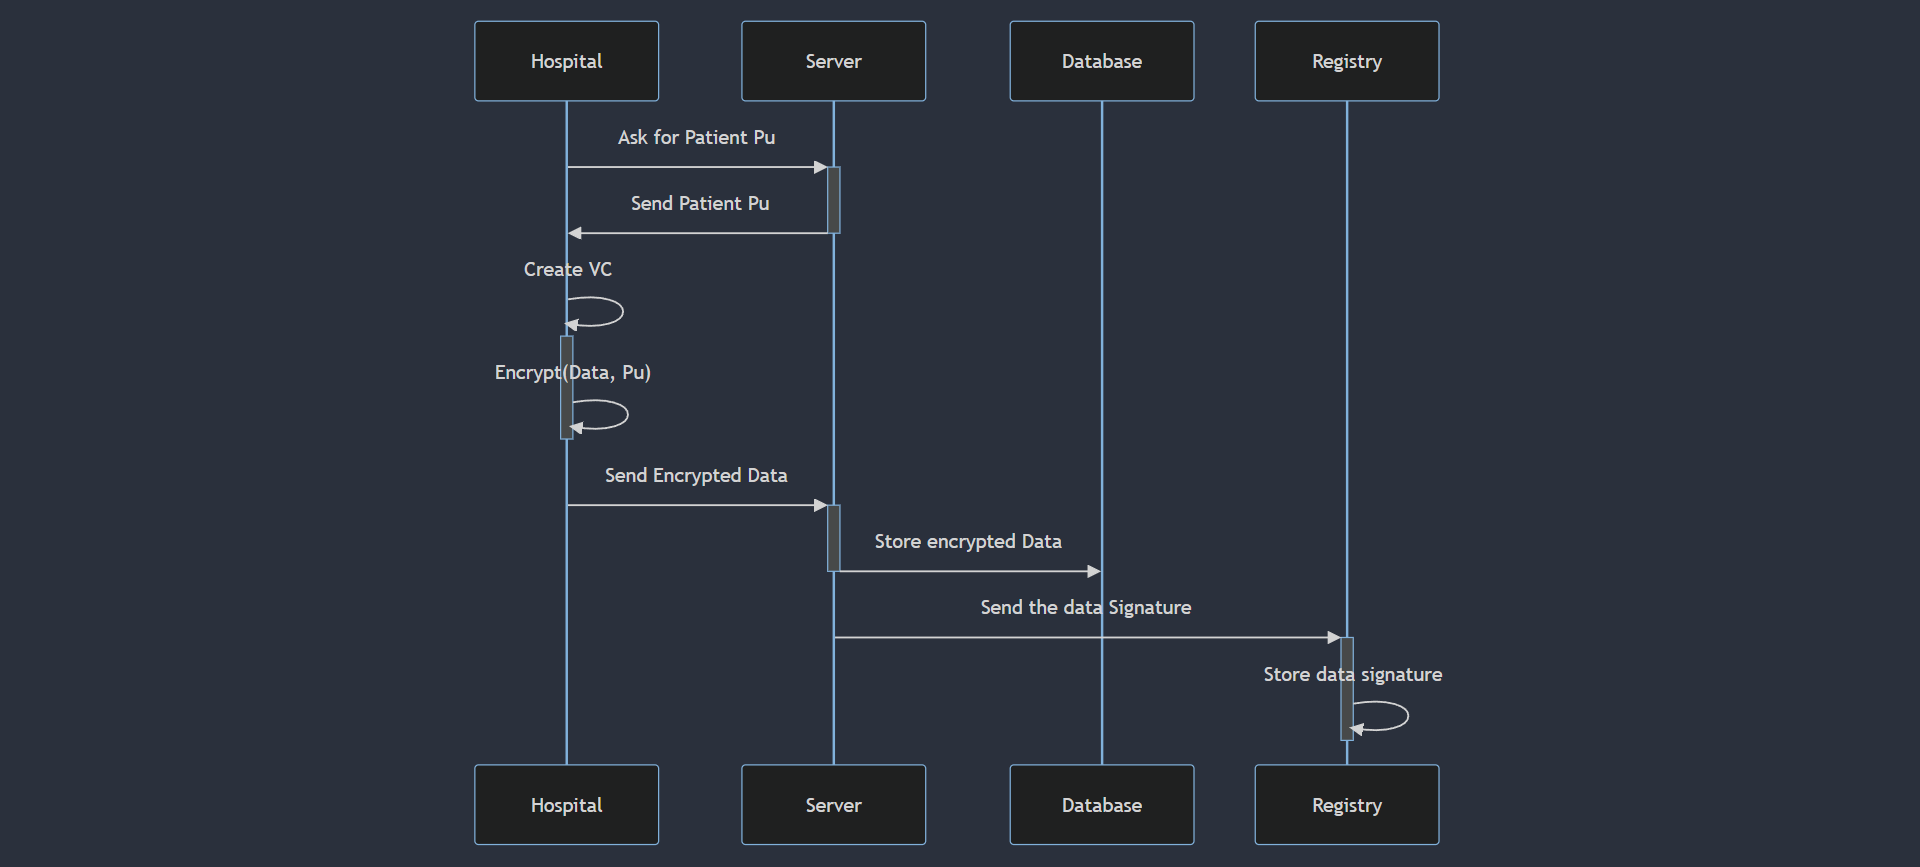 Hospital
Server
Database
Registry
Ask for Patient Pu
Send Patient Pu
Create VC
Encrypt(Data, Pu)
Send Encrypted Data
Store encrypted Data
Send the data Signature
Store data signature
Hospital
Server
Database
Registry